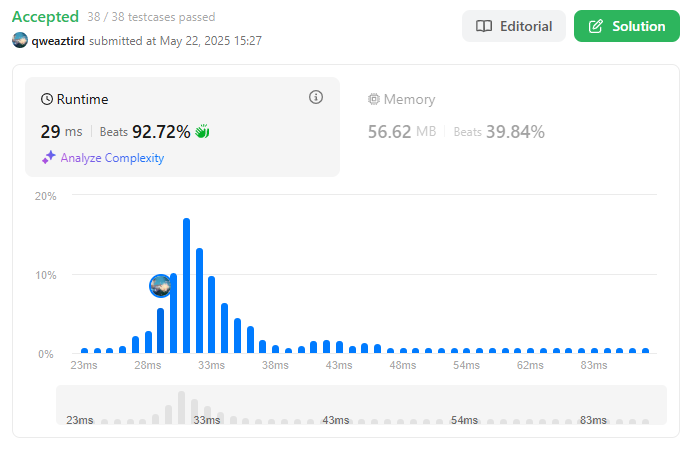 Accepted 38 / 38 testcases passed
Editorial
Solution
qweaztird submitted at May 22, 2025 15:27
Runtime
29 ms | Beats 92.72%
Analyze Complexity
Memory
56.62 MB | Beats 39.84%
20%
10%
0%
23ms 28ms 33ms 38ms 43ms 48ms 54ms 62ms 83ms
23ms 33ms 43ms 54ms 83ms